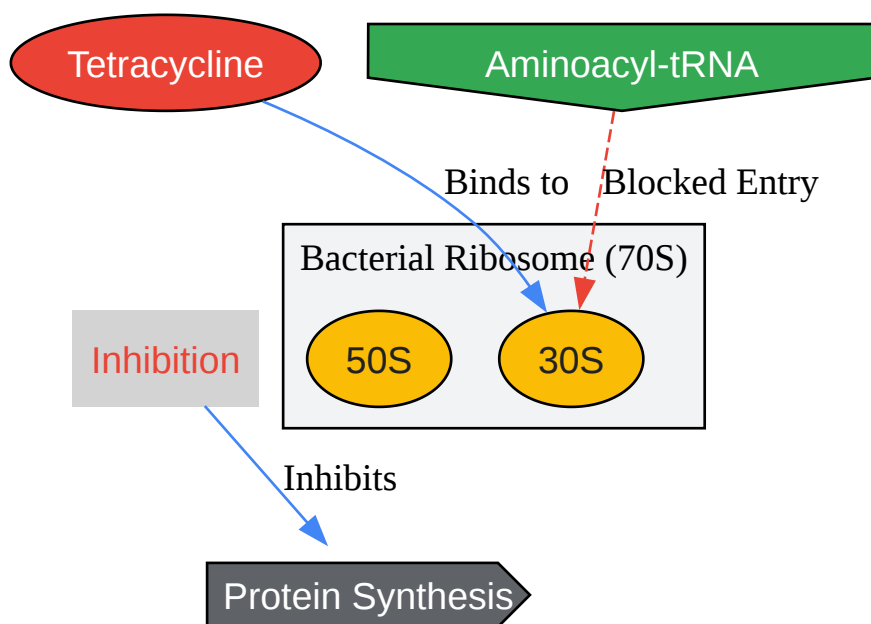 Tetracycline
Aminoacyl-tRNA
Binds to
Blocked Entry
Bacterial Ribosome (70S)
Inhibition
50S
30S
Inhibits
Protein Synthesis